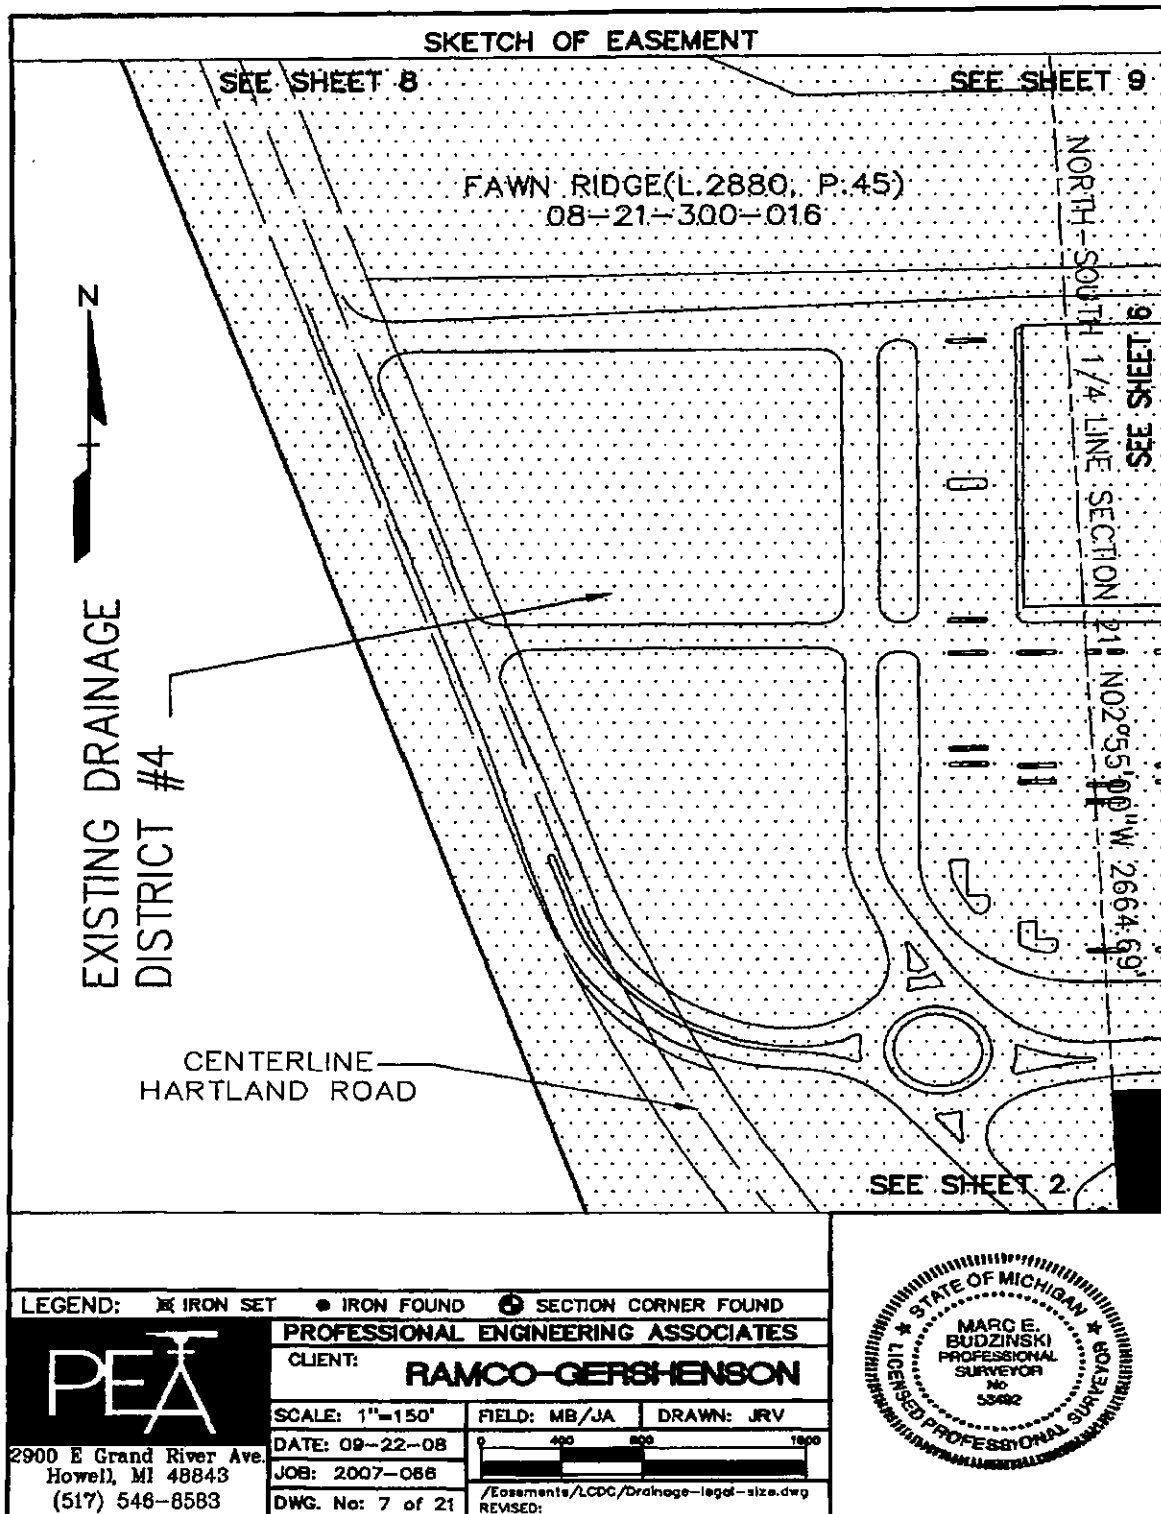 SKETCH OF EASEMENT
SEE SHEET 8
SEE SHEET 9
FAWN RIDGE(L.2880, P.45)
08-21-300-016
NORTH-SOUTH 1/4 LINE SECTION 21 N02°55'00"W 2664.69'
SEE SHEET 6
N
EXISTING DRAINAGE
DISTRICT #4
CENTERLINE
HARTLAND ROAD
SEE SHEET 2
LEGEND: IRON SET IRON FOUND SECTION CORNER FOUND
PEA
2900 E Grand River Ave.
Howell, MI 48843
(517) 546-8583
PROFESSIONAL ENGINEERING ASSOCIATES
CLIENT:
RAMCO-GERSHENSON
SCALE: 1"=150'
FIELD: MB/JA
DRAWN: JRV
DATE: 09-22-08
0 400 800 1600
JOB: 2007-066
DWG. No: 7 of 21
/Easements/LCDC/Drainage-legal-size.dwg
REVISED:
STATE OF MICHIGAN
MARC E.
BUDZINSKI
PROFESSIONAL
SURVEYOR
No
53692
LICENSED PROFESSIONAL SURVEYOR